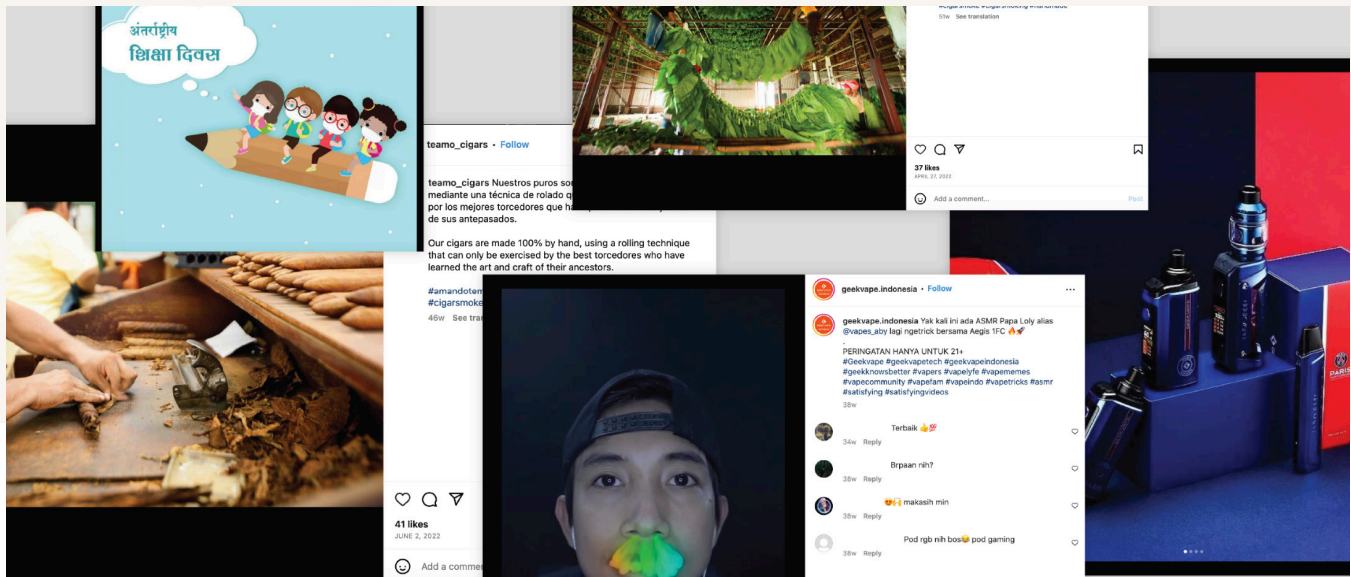 अंतर्राष्ट्रीय
शिक्षा दिवस
#cigarsmoke #cigarsmoking #handmade
51w See translation
37 likes
APRIL 27, 2022
Add a comment... Post
teamo_cigars • Follow
teamo_cigars Nuestros puros
mediante una técnica de rolado
por los mejores torcedores que
de sus antepasados.
Our cigars are made 100% by hand, using a rolling technique
that can only be exercised by the best torcedores who have
learned the art and craft of their ancestors.
46w See
41 likes
JUNE 2, 2022
Add a
geekvape.indonesia • Follow
geekvape.indonesia Yak kali ini ada ASMR Papa Loly alias
@vapes_aby lagi ngetrick bersama Aegis 1FC 🔥🚀
.
PERINGATAN HANYA UNTUK 21+
#Geekvape #geekvapetech #geekvapeindonesia
#geekknowsbetter #vapers #vapelyfe #vapememes
#vapecommunity #vapefam #vapeindo #vapetricks #asmr
#satisfying #satisfyingvideos
38w
Terbaik 👍💯
34w Reply
Brpaan nih?
38w Reply
😍🙌 makasih min
38w Reply
Pod rgb nih bos😂 pod gaming
38w Reply
PARIS